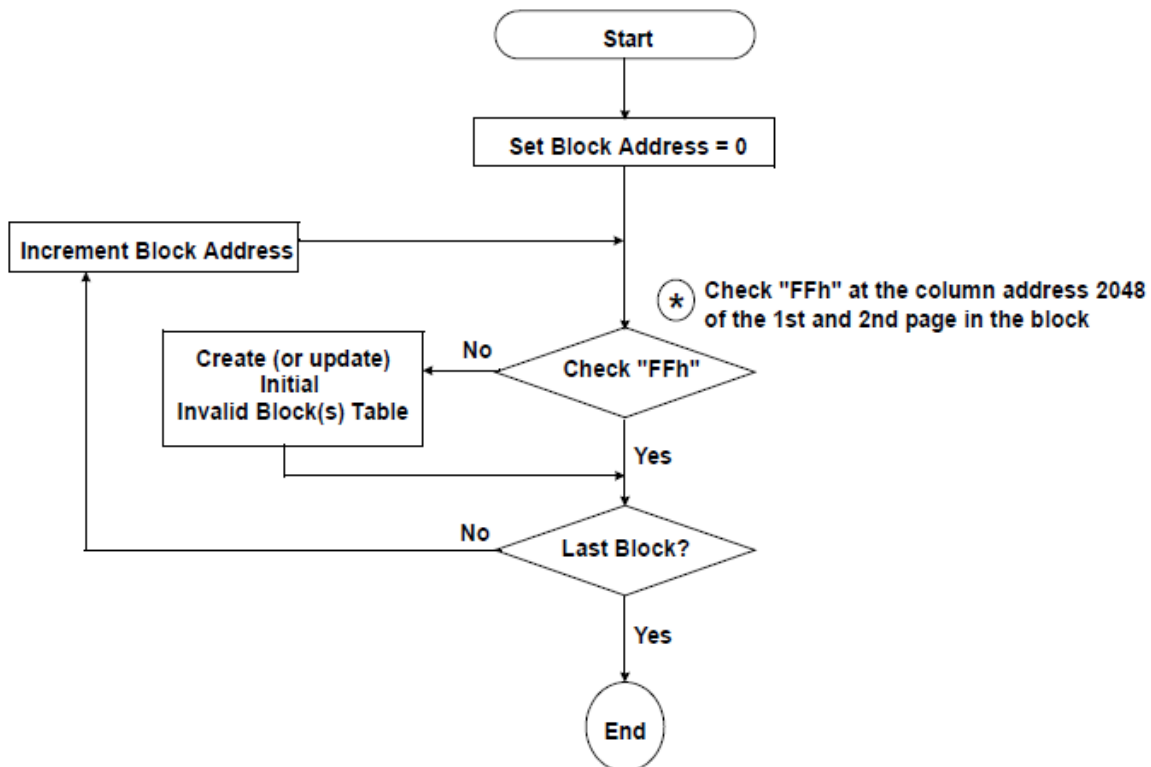 Start
Set Block Address = 0
Increment Block Address
* Check "FFh" at the column address 2048
of the 1st and 2nd page in the block
No
Check "FFh"
Create (or update)
Initial
Invalid Block(s) Table
Yes
No
Last Block?
Yes
End